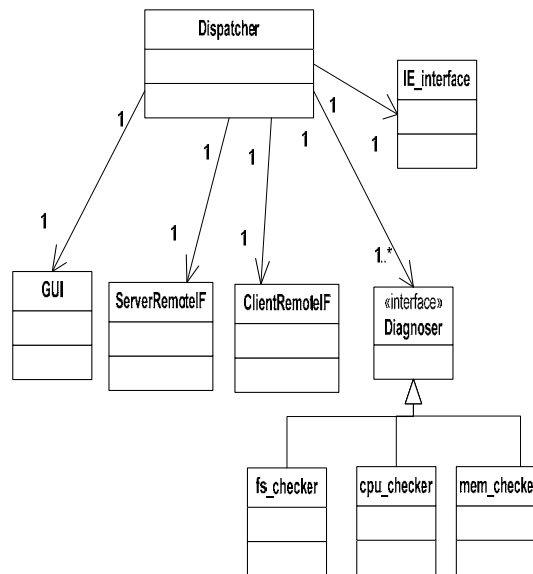 Dispatcher
IE_interface
1
1
1
1
1
1
1
1
1
1..*
GUI
ServerRemoteIF
ClientRemoteIF
«interface»
Diagnoser
fs_checker
cpu_checker
mem_checke